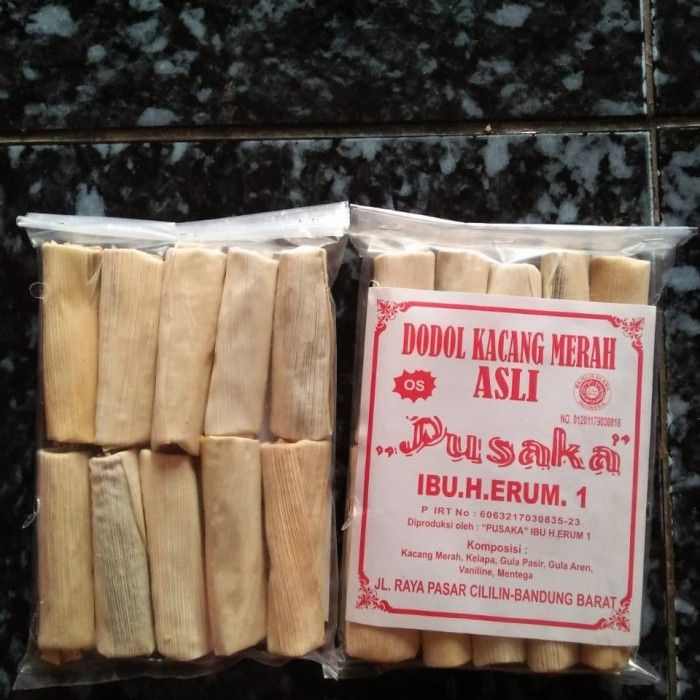 DODOL KACANG MERAH
ASLI
OS
NO. 01201179030816
"Pusaka"
IBU.H.ERUM. 1
P IRT No : 6063217030835-23
Diproduksi oleh : "PUSAKA" IBU H.ERUM 1
Komposisi :
Kacang Merah, Kelapa, Gula Pasir, Gula Aren,
Vaniline, Mentega
JL. RAYA PASAR CILILIN-BANDUNG BARAT